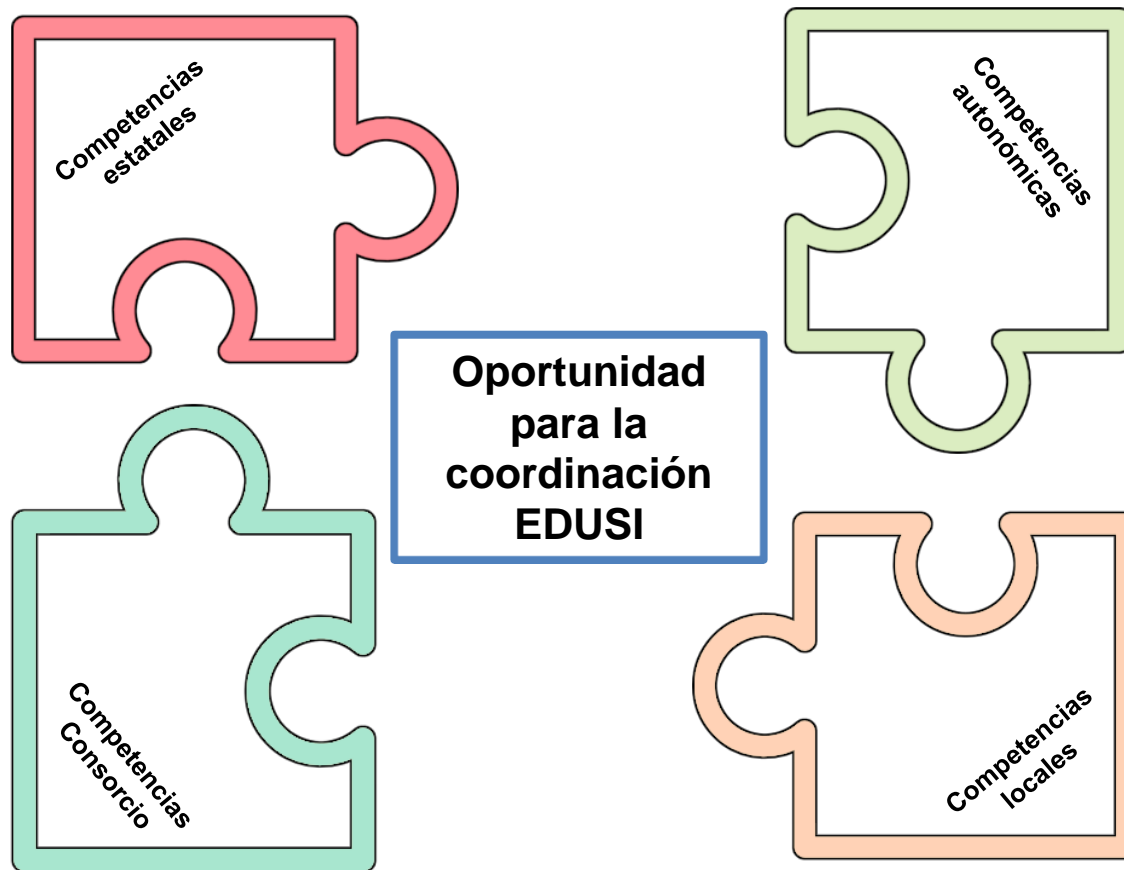 Competencias
estatales
Competencias
autonómicas
Oportunidad
para la
coordinación
EDUSI
Competencias
Consorcio
Competencias
locales